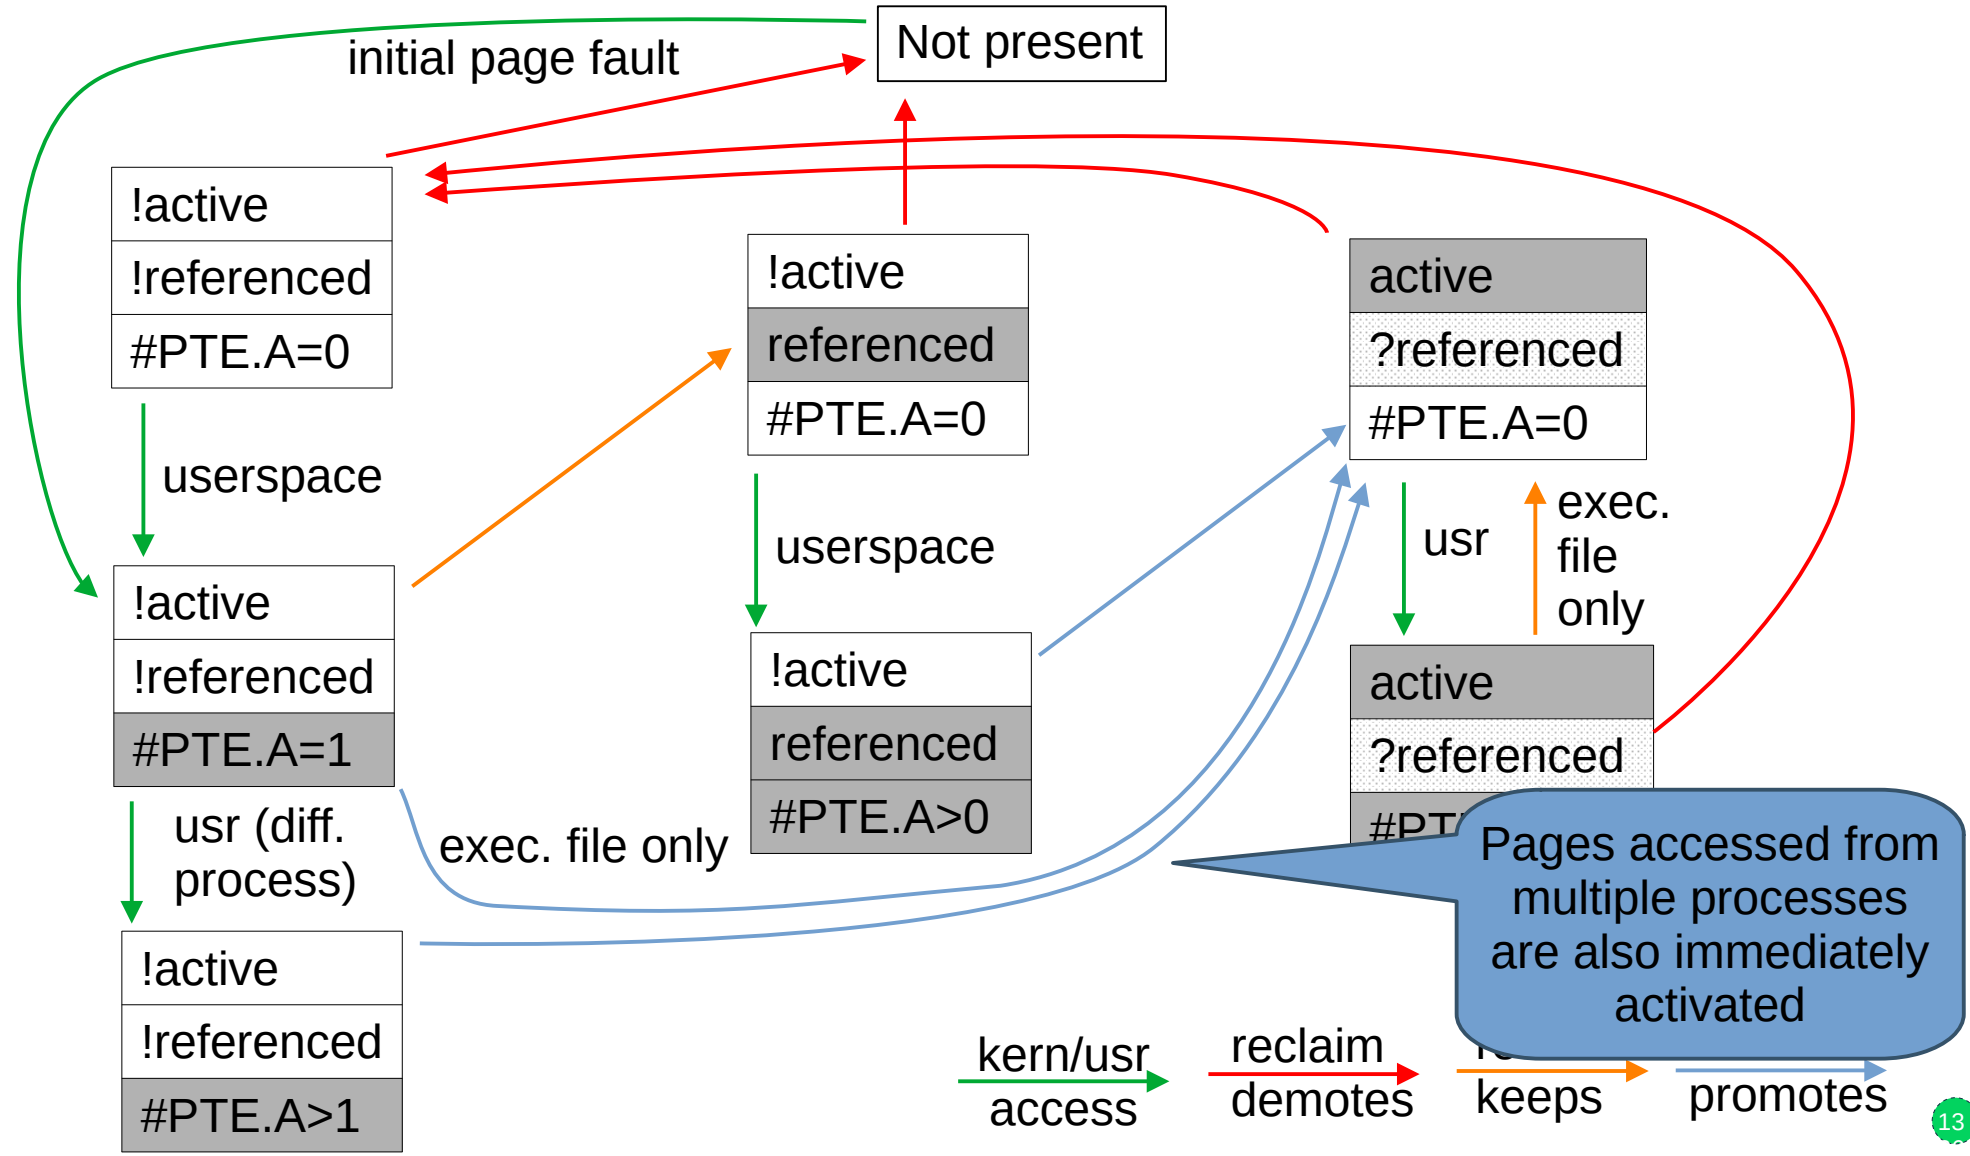 Not present
initial page fault
!active
!referenced
#PTE.A=0
!active
referenced
#PTE.A=0
active
?referenced
#PTE.A=0
userspace
userspace
usr
exec.
file
only
!active
!referenced
#PTE.A=1
!active
referenced
#PTE.A>0
active
?referenced
usr (diff.
process)
exec. file only
Pages accessed from
multiple processes
are also immediately
activated
!active
!referenced
#PTE.A>1
kern/usr
access
reclaim
demotes
keeps
promotes
13